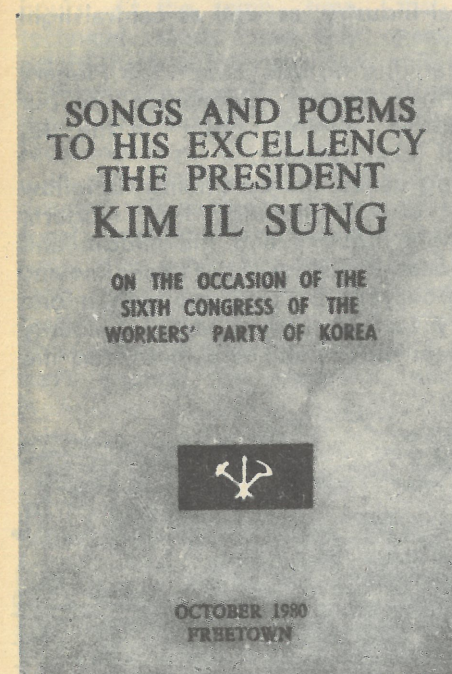 SONGS AND POEMS
TO HIS EXCELLENCY
THE PRESIDENT
KIM IL SUNG
ON THE OCCASION OF THE
SIXTH CONGRESS OF THE
WORKERS' PARTY OF KOREA
OCTOBER 1980
FREETOWN